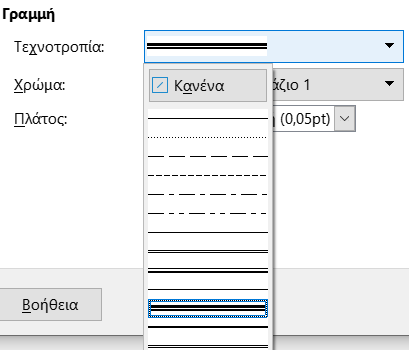 Γραμμή
Τεχνοτροπία:
Κανένα
Χρώμα:
άζιο 1
Πλάτος:
(0,05pt)
Βοήθεια